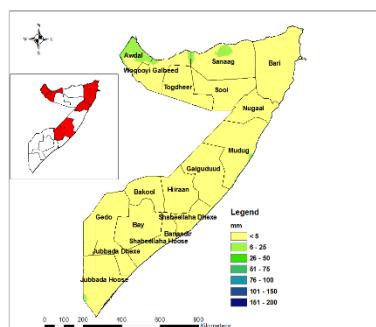 N
Awdal
Woqooyi Galbeed
Sanaag
Bari
Togdheer
Sool
Nugaal
Mudug
Galguduud
Hiiraan
Bakool
Gedo
Bay
Shabeellaha Dhexe
Banaadir
Shabeellaha Hoose
Jubbada Dhexe
Jubbada Hoose
Legend
mm
< 5
6 - 25
26 - 50
51 - 75
76 - 100
101 - 150
151 - 200
0 100 200 400 600 800
Kilometers